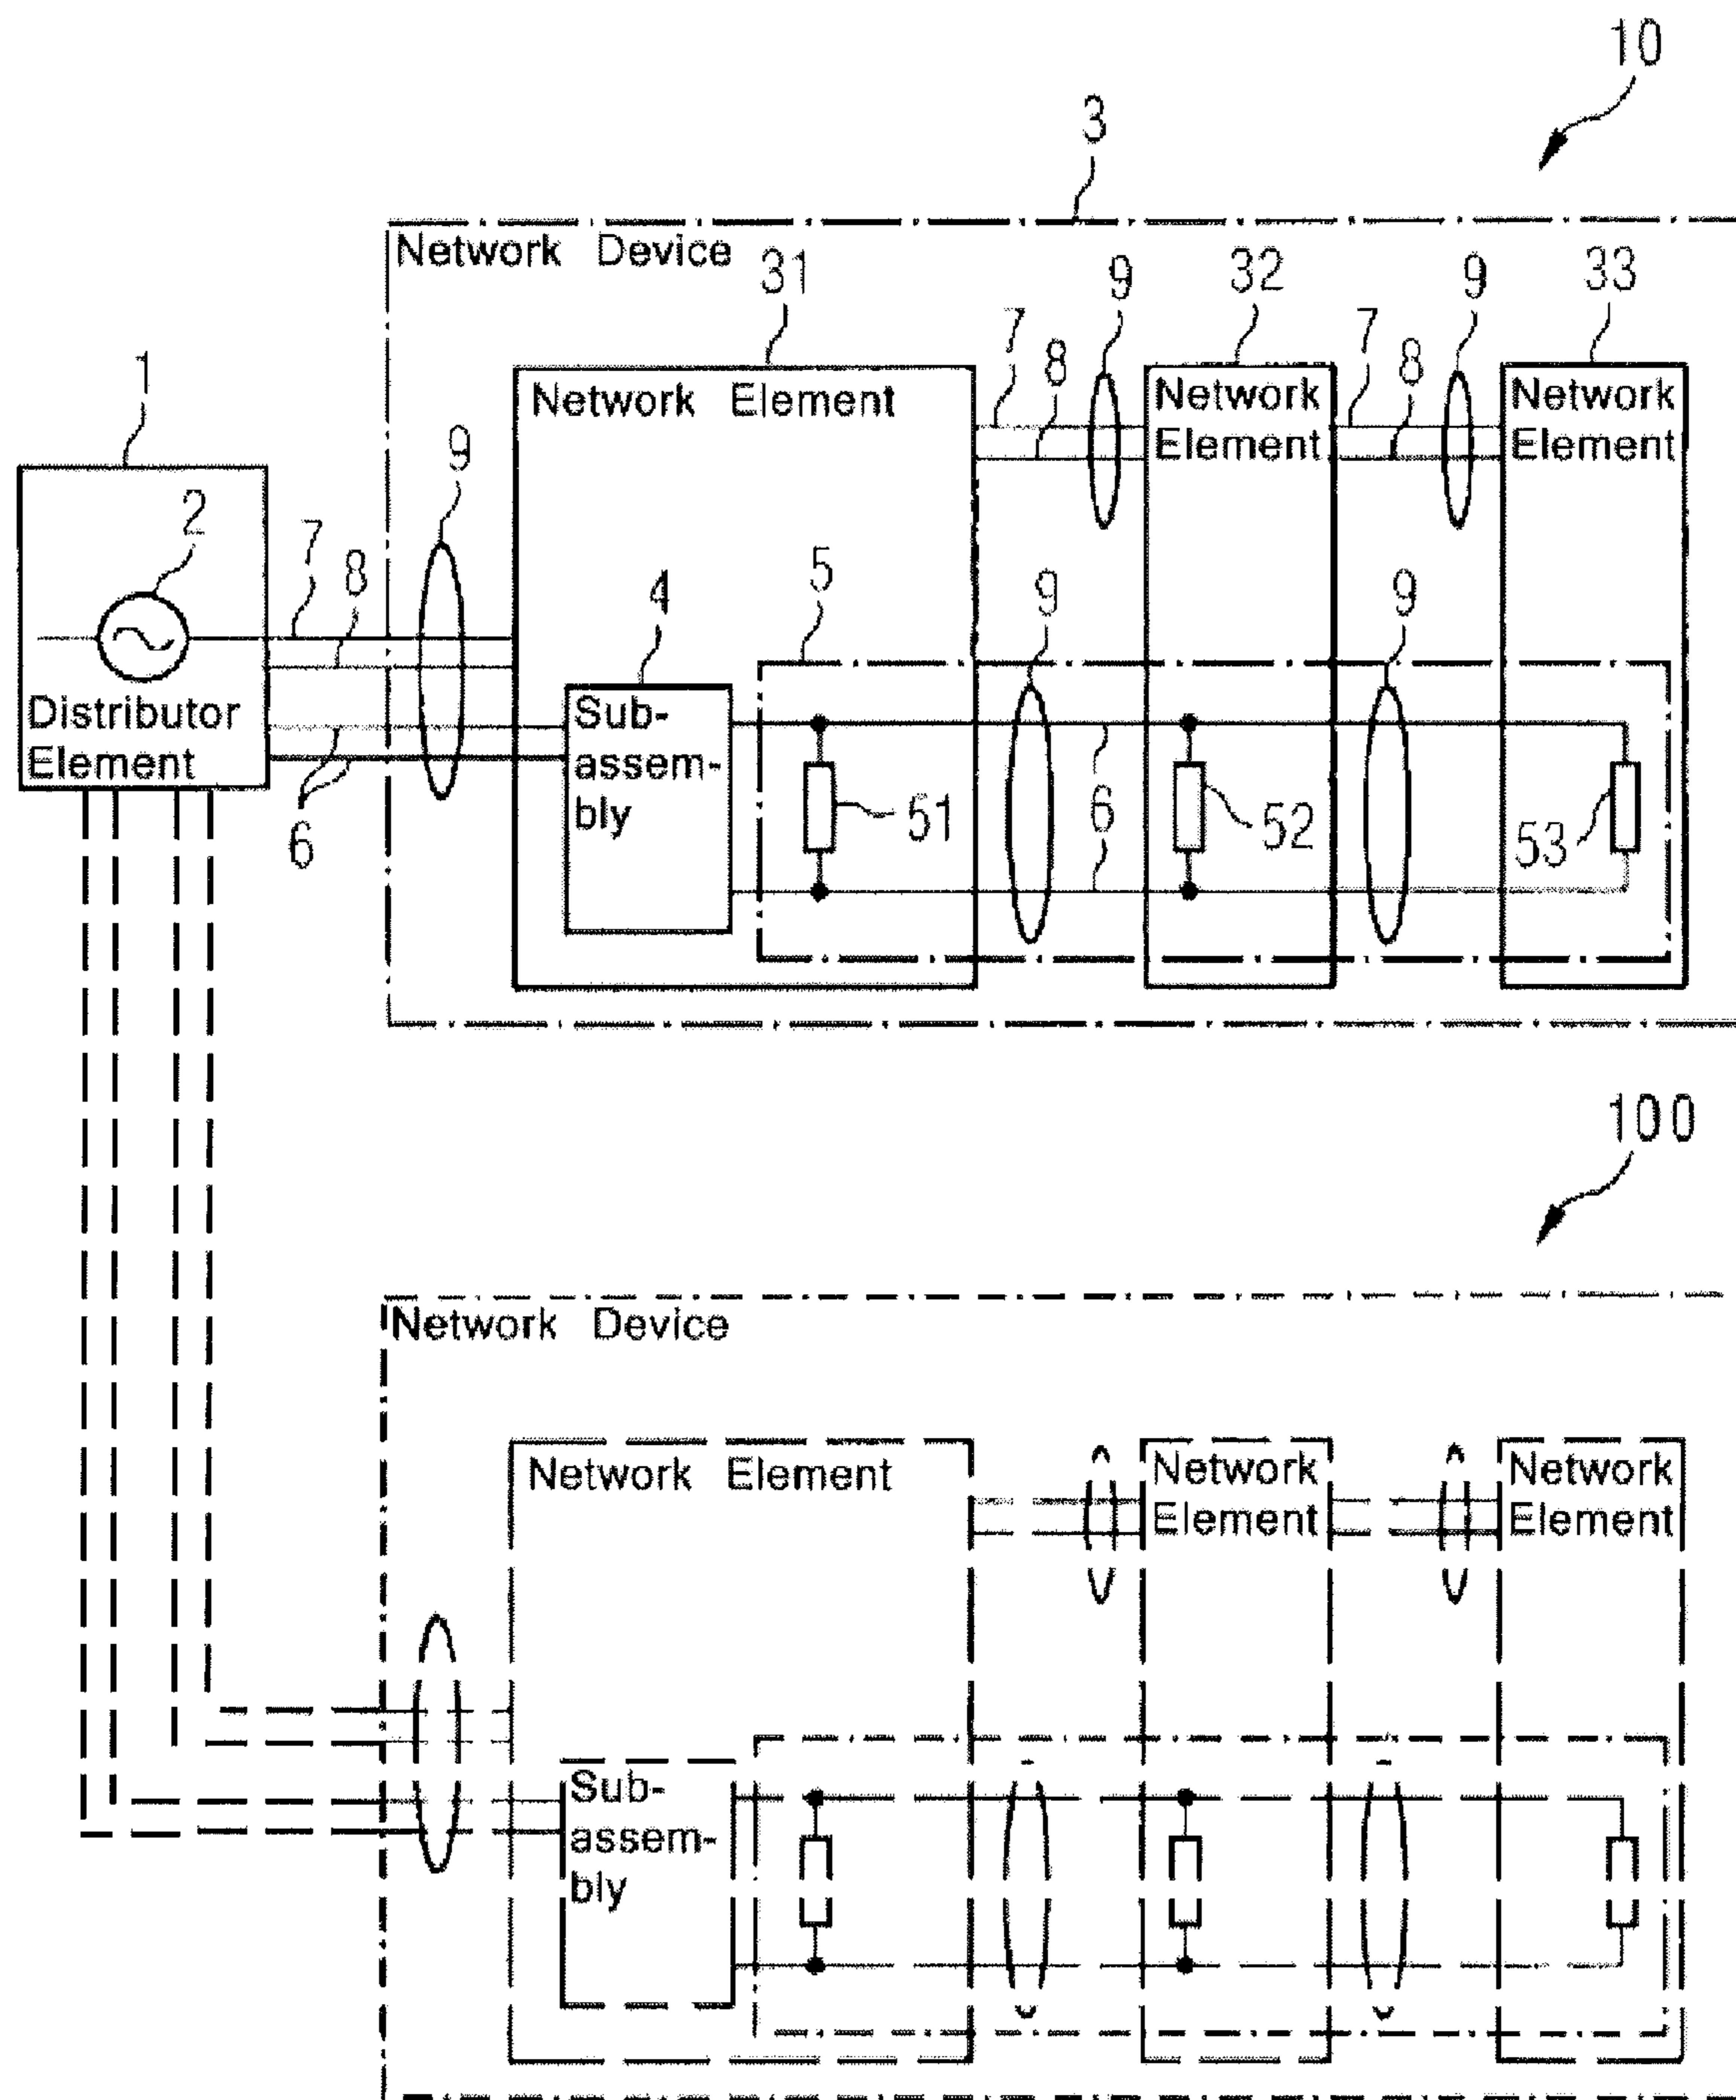 10
3
Network Device
31
9
32
9
33
7
8
7
8
1
Network Element
Network
Element
Network
Element
9
2
7
8
5
4
9
9
Distributor
Element
Sub-
assem-
bly
6
51
6
52
53
6
100
Network Device
Network Element
Network
Element
Network
Element
Sub-
assem-
bly